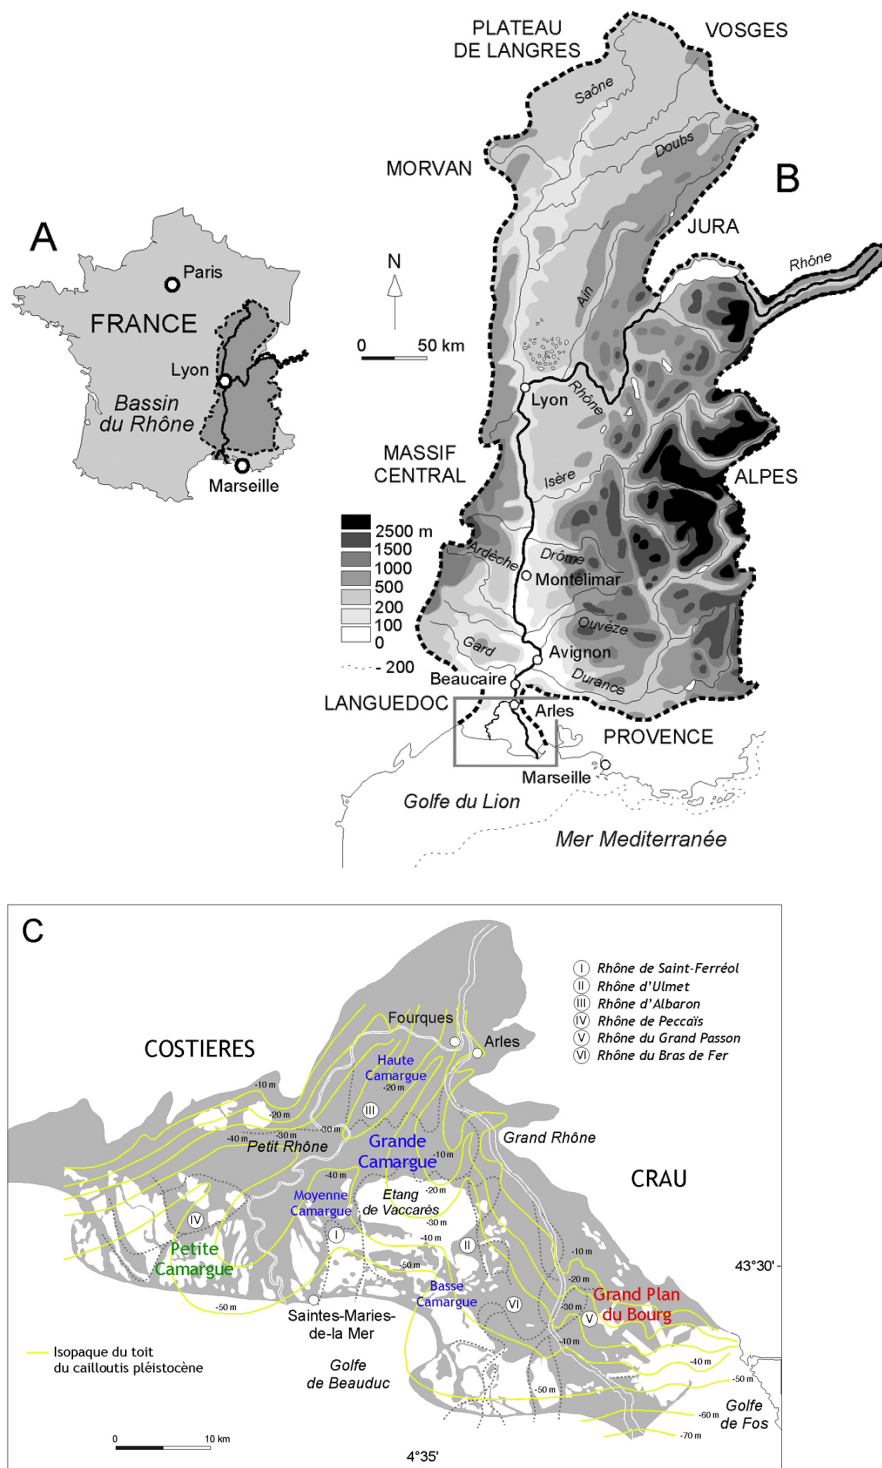 A
Paris
FRANCE
Lyon
Bassin
du Rhône
Marseille
B
PLATEAU
DE LANGRES
VOSGES
Saône
Doubs
MORVAN
JURA
Rhône
N
Ain
0 50 km
Lyon
Rhône
MASSIF
CENTRAL
Isère
ALPES
2500 m
1500
1000
500
200
100
0
- 200
Ardèche
Drôme
Montélimar
Ouvèze
Gard
Avignon
Beaucaire
Durance
LANGUEDOC
Arles
PROVENCE
Marseille
Golfe du Lion
Mer Mediterranée
C
I Rhône de Saint-Ferréol
II Rhône d'Ulmet
III Rhône d'Albaron
IV Rhône de Peccaïs
V Rhône du Grand Passon
VI Rhône du Bras de Fer
Fourques
Arles
COSTIERES
Haute
Camargue
-10 m
-20 m
-20 m
III
-30 m
-30 m
-40 m
Petit Rhône
Grande
Camargue
Grand Rhône
-10 m
CRAU
-40 m
-20 m
Moyenne
Camargue
Etang
de Vaccarès
-30 m
IV
I
-40 m
II
Petite
Camargue
-10 m
-50 m
43°30'
-20 m
Basse
Camargue
Grand Plan
du Bourg
-30 m
VI
V
-50 m
Saintes-Maries-
de-la Mer
-40 m
-40 m
Isopaque du toit
du cailloutis pléistocène
Golfe
de Beauduc
-50 m
-50 m
Golfe
de Fos
-60 m
-70 m
0 10 km
4°35'